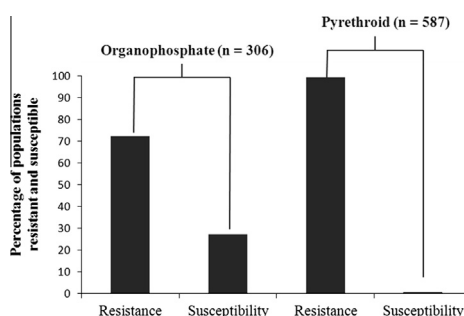 Pyrethroid (n = 587)
Organophosphate (n = 306)
Percentage of populations
resistant and susceptible
100
90
80
70
60
50
40
30
20
10
0
Resistance Susceptibility Resistance Susceptibility